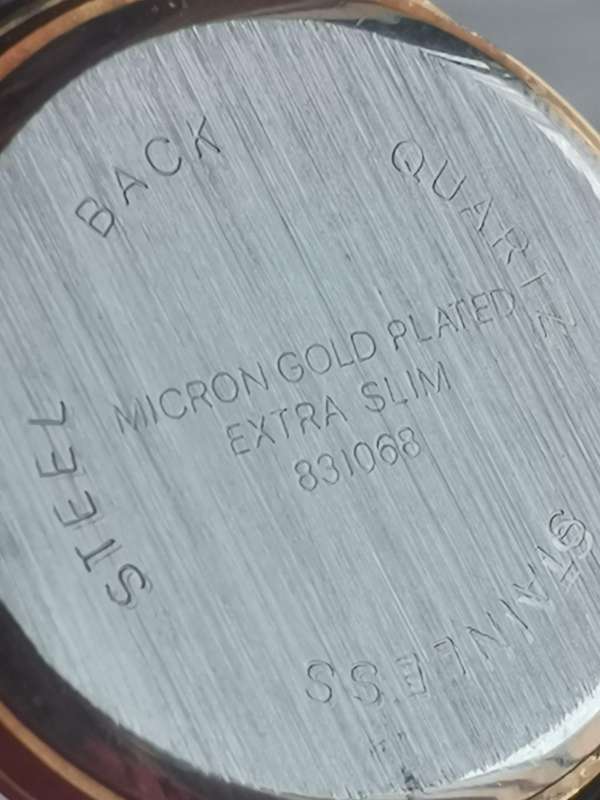 QUARTZ
STAINLESS
STEEL
BACK
MICRON GOLD PLATED
EXTRA SLIM
831068